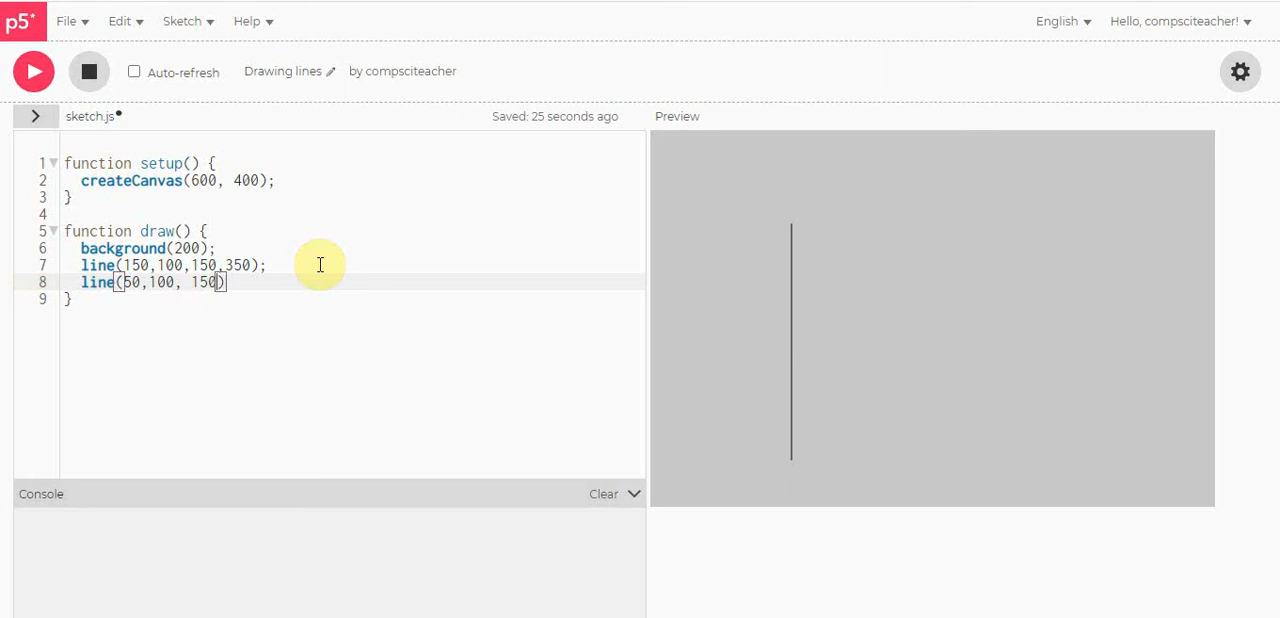 p5* File Edit Sketch Help English Hello, compsciteacher!
Auto-refresh Drawing lines by compsciteacher
sketch.js Saved: 25 seconds ago Preview
1 function setup() {
2 createCanvas(600, 400);
3 }
4
5 function draw() {
6 background(200);
7 line(150,100,150,350);
8 line(50,100, 150)
9 }
Console Clear